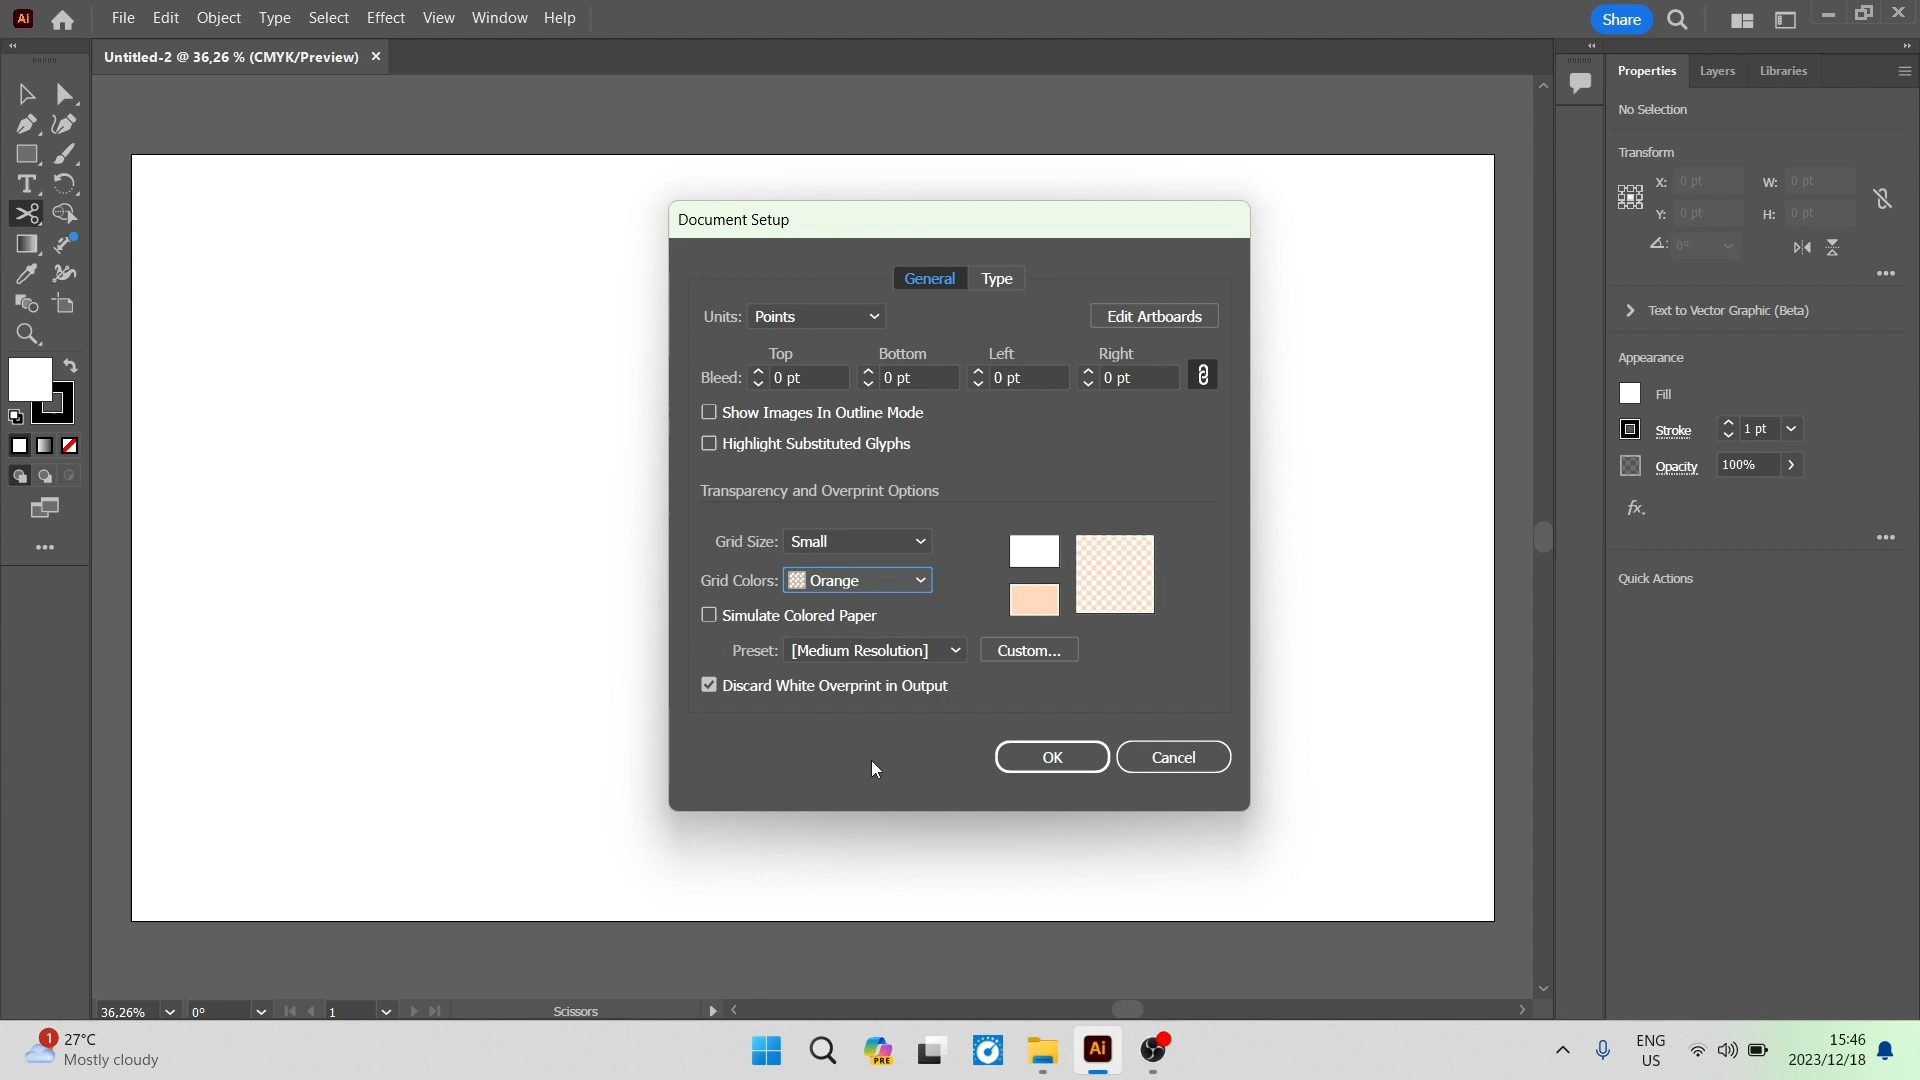 Ai File Edit Object Type Select Effect View Window Help Share
Untitled-2 @ 36,26 % (CMYK/Preview)
Properties Layers Libraries
No Selection
Transform
X: 0 pt W: 0 pt
Y: 0 pt H: 0 pt
0°
Text to Vector Graphic (Beta)
Appearance
Fill
Stroke 1 pt
Opacity 100%
fx.
Quick Actions
Document Setup
General Type
Units: Points Edit Artboards
Top Bottom Left Right
Bleed: 0 pt 0 pt 0 pt 0 pt
Show Images In Outline Mode
Highlight Substituted Glyphs
Transparency and Overprint Options
Grid Size: Small
Grid Colors: Orange
Simulate Colored Paper
Preset: [Medium Resolution] Custom...
Discard White Overprint in Output
OK Cancel
36,26% 0° 1 Scissors
1 27°C
Mostly cloudy
PRE
Ai
ENG
US
15:46
2023/12/18